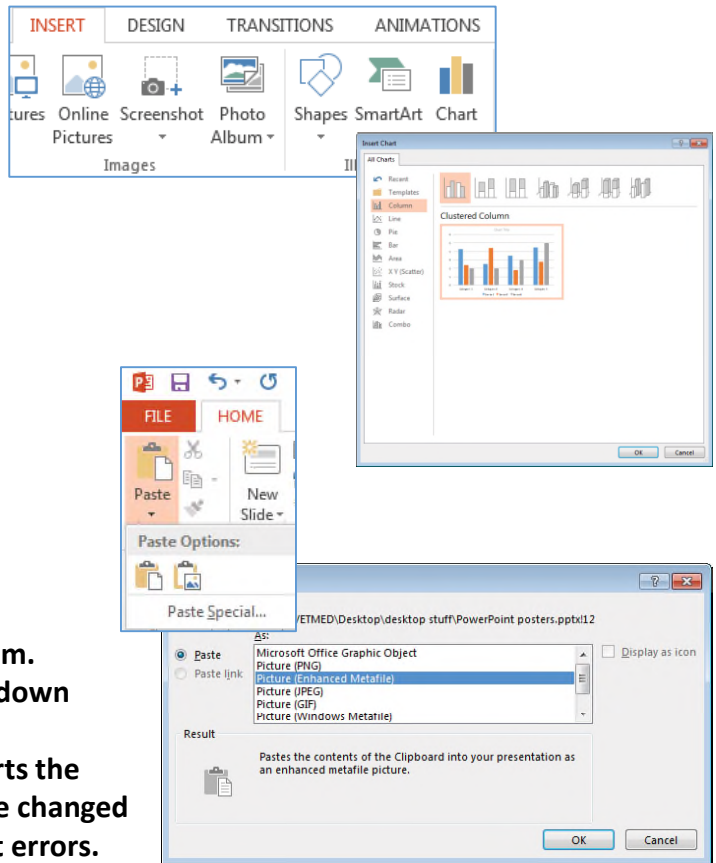 INSERT DESIGN TRANSITIONS ANIMATIONS
tures Online Pictures Screenshot Photo Album Shapes SmartArt Chart
Images Ill
Insert Chart
All Charts
Recent
Templates
Column
Line
Pie
Bar
Area
X Y (Scatter)
Stock
Surface
Radar
Combo
Clustered Column
OK Cancel
FILE HOME
Paste New Slide
Paste Options:
Paste Special...
/ETMED\Desktop\desktop stuff\PowerPoint posters.pptx!12
As:
Paste
Paste link
Microsoft Office Graphic Object
Picture (PNG)
Picture (Enhanced Metafile)
Picture (JPEG)
Picture (GIF)
Picture (Windows Metafile)
Display as icon
Result
Pastes the contents of the Clipboard into your presentation as
an enhanced metafile picture.
OK Cancel
m.
down
rts the
e changed
t errors.